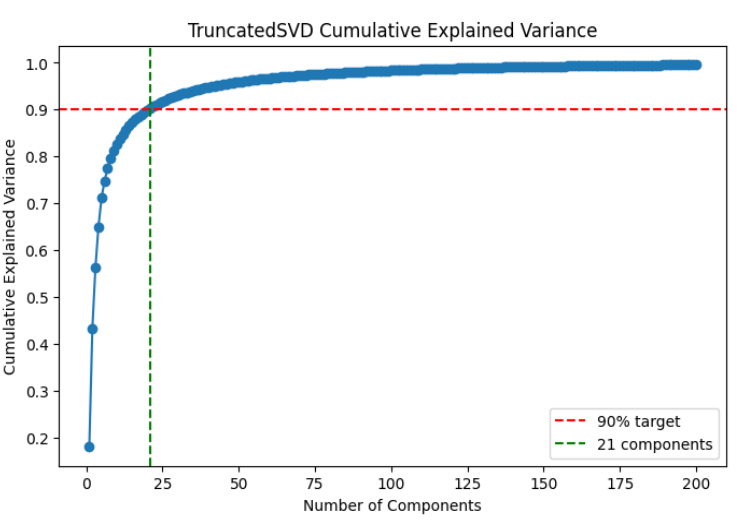 TruncatedSVD Cumulative Explained Variance
Cumulative Explained Variance
1.0
0.9
0.8
0.7
0.6
0.5
0.4
0.3
0.2
90% target
21 components
0 25 50 75 100 125 150 175 200
Number of Components